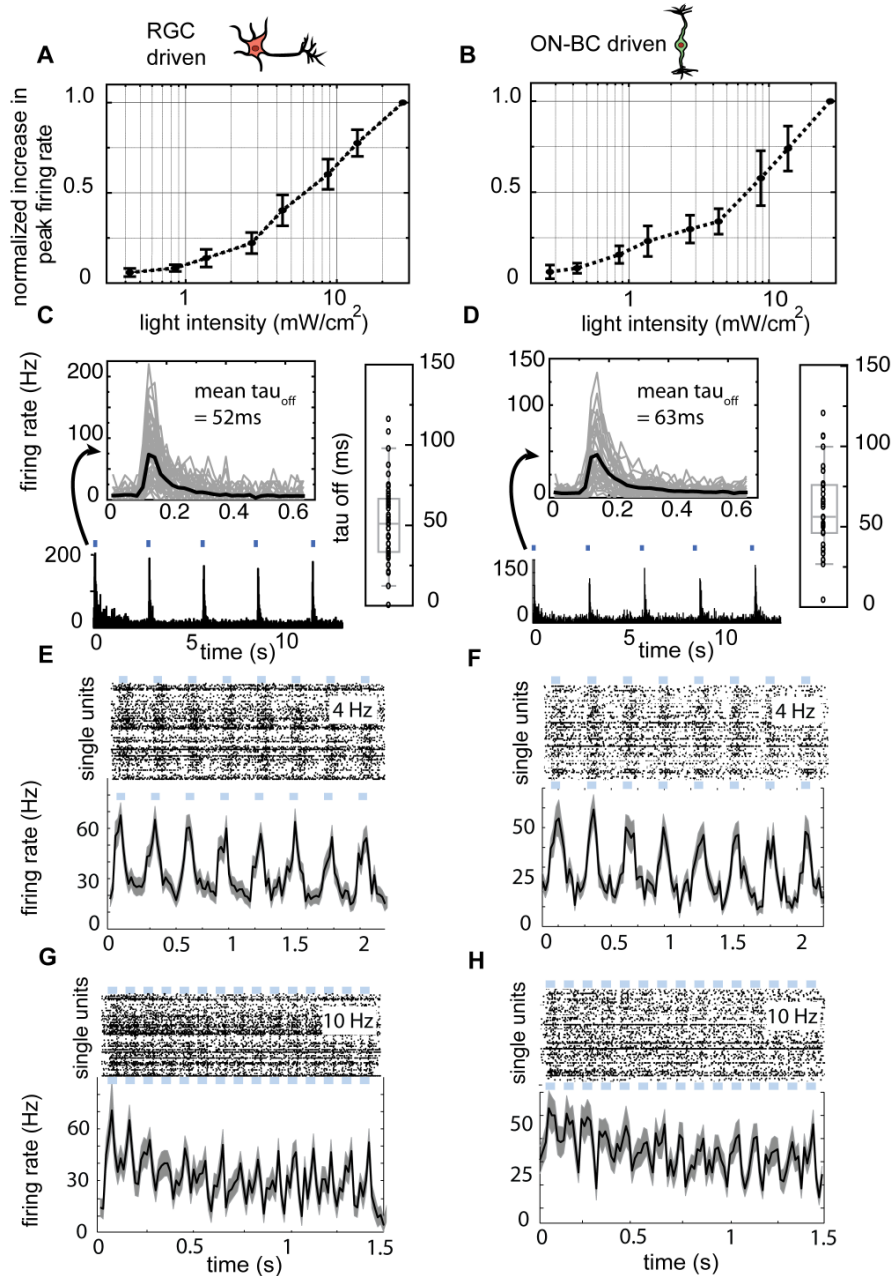 RGC
driven
ON-BC driven
A
B
normalized increase in
peak firing rate
1.0
0.5
0
1
10
light intensity (mW/cm2)
1.0
0.5
0
1
10
light intensity (mW/cm2)
C
D
firing rate (Hz)
200
100
0
mean tauoff
= 52ms
0
0.2
0.4
0.6
200
0
0
5
10
time (s)
tau off (ms)
150
100
50
0
150
100
50
0
mean tauoff
= 63ms
0
0.2
0.4
0.6
150
0
0
5
10
time (s)
150
100
50
0
E
F
single units
4 Hz
firing rate (Hz)
60
30
0
0
0.5
1
1.5
2
single units
4 Hz
50
25
0
0
0.5
1
1.5
2
G
H
single units
10 Hz
firing rate (Hz)
60
30
0
0
0.5
1
1.5
time (s)
single units
10 Hz
50
25
0
0
0.5
1
1.5
time (s)